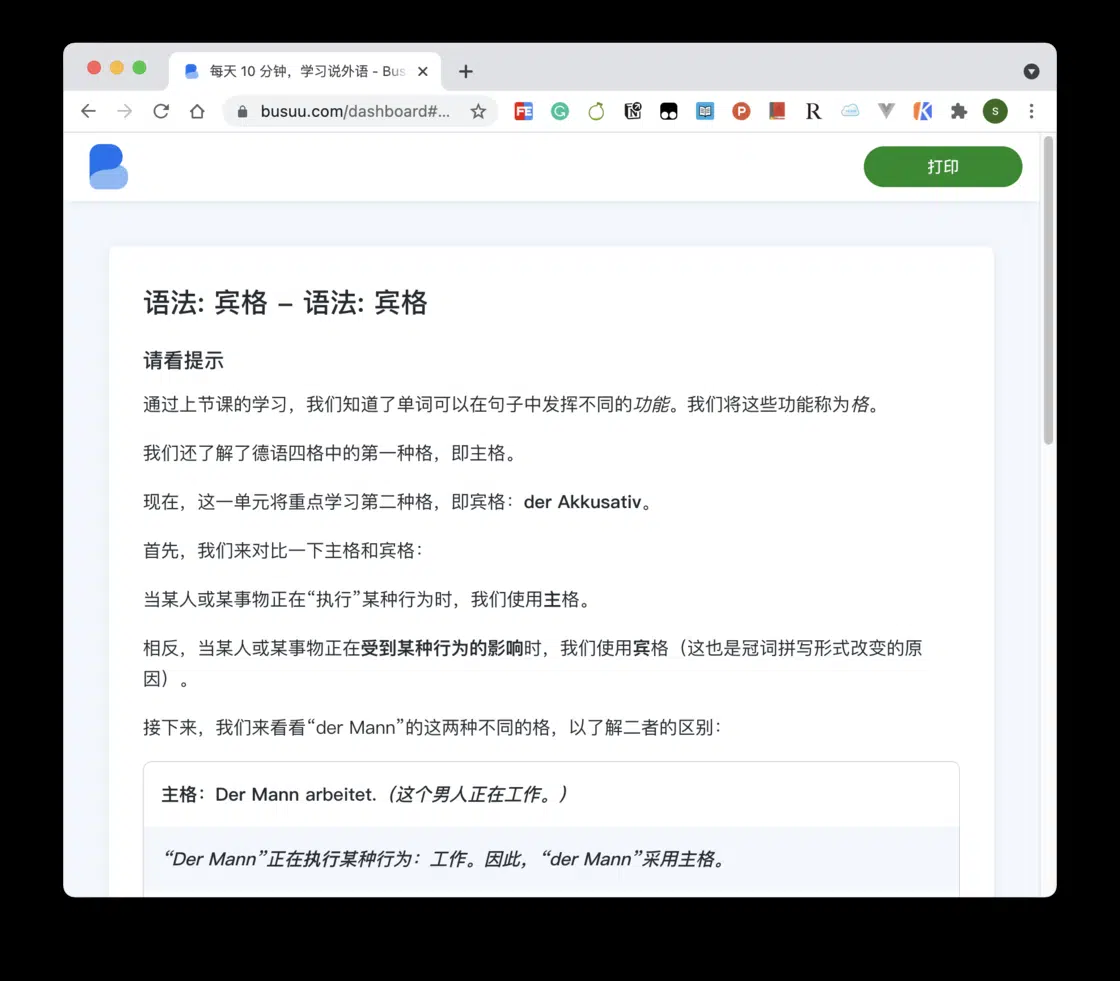 每天 10 分钟，学习说外语 - Bus
busuu.com/dashboard#...
FE
G
N
P
R
K
S
打印
语法: 宾格 – 语法: 宾格
请看提示
通过上节课的学习，我们知道了单词可以在句子中发挥不同的功能。我们将这些功能称为格。
我们还了解了德语四格中的第一种格，即主格。
现在，这一单元将重点学习第二种格，即宾格：der Akkusativ。
首先，我们来对比一下主格和宾格：
当某人或某事物正在“执行”某种行为时，我们使用主格。
相反，当某人或某事物正在受到某种行为的影响时，我们使用宾格（这也是冠词拼写形式改变的原
因）。
接下来，我们来看看“der Mann”的这两种不同的格，以了解二者的区别：
主格：Der Mann arbeitet.（这个男人正在工作。）
“Der Mann”正在执行某种行为：工作。因此，“der Mann”采用主格。